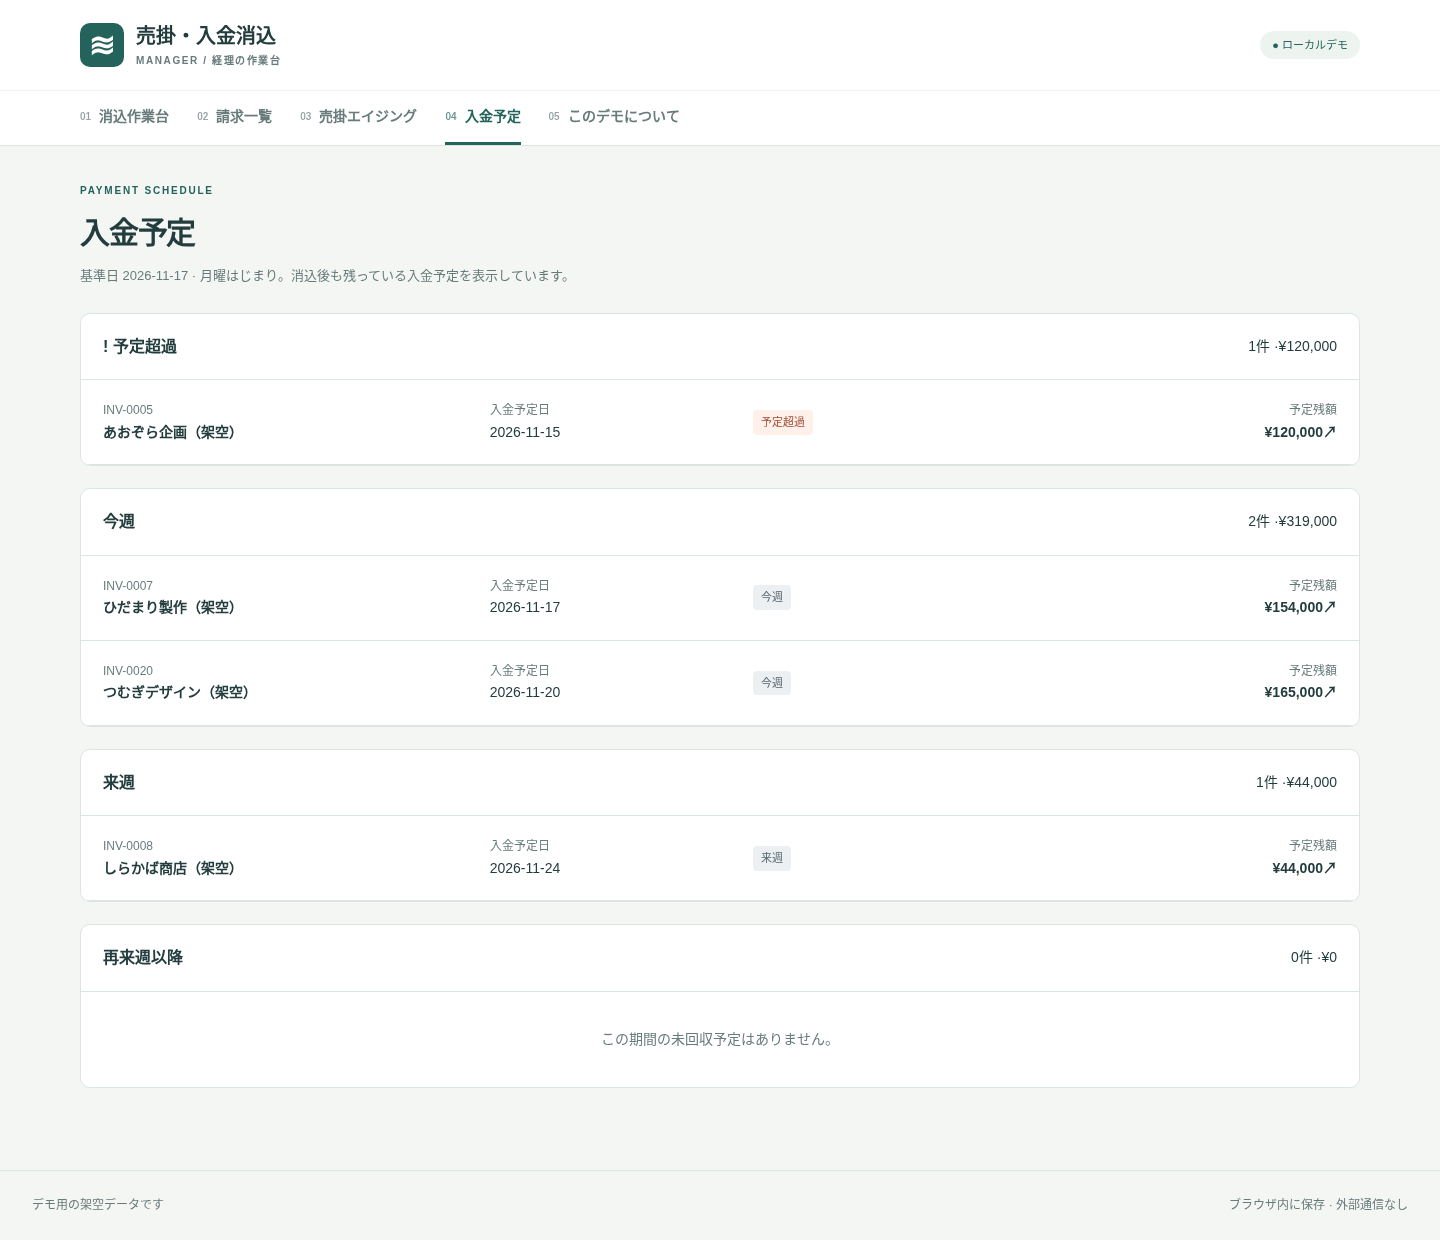 売掛・入金消込
MANAGER / 経理の作業台
● ローカルデモ
01 消込作業台 02 請求一覧 03 売掛エイジング 04 入金予定 05 このデモについて
PAYMENT SCHEDULE
入金予定
基準日 2026-11-17 · 月曜はじまり。消込後も残っている入金予定を表示しています。
! 予定超過 1件 ·¥120,000
INV-0005 入金予定日 予定残額
あおぞら企画（架空） 2026-11-15 予定超過 ¥120,000↗
今週 2件 ·¥319,000
INV-0007 入金予定日 予定残額
ひだまり製作（架空） 2026-11-17 今週 ¥154,000↗
INV-0020 入金予定日 予定残額
つむぎデザイン（架空） 2026-11-20 今週 ¥165,000↗
来週 1件 ·¥44,000
INV-0008 入金予定日 予定残額
しらかば商店（架空） 2026-11-24 来週 ¥44,000↗
再来週以降 0件 ·¥0
この期間の未回収予定はありません。
デモ用の架空データです ブラウザ内に保存 · 外部通信なし